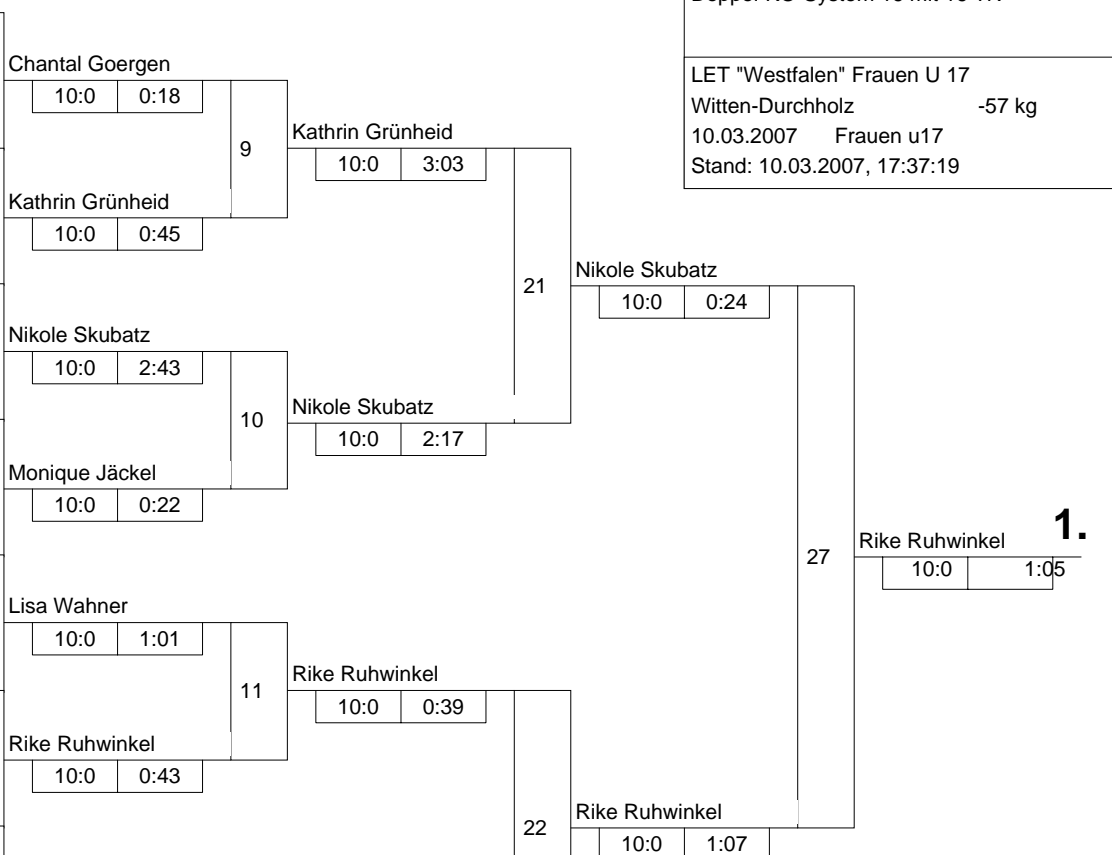 LET "Westfalen" Frauen U 17
Witten-Durchholz -57 kg
10.03.2007 Frauen u17
Stand: 10.03.2007, 17:37:19
Chantal Goergen
10:0 0:18
9
Kathrin Grünheid
10:0 3:03
Kathrin Grünheid
10:0 0:45
21
Nikole Skubatz
10:0 0:24
Nikole Skubatz
10:0 2:43
10
Nikole Skubatz
10:0 2:17
Monique Jäckel
10:0 0:22
27
Rike Ruhwinkel 1.
10:0 1:05
Lisa Wahner
10:0 1:01
11
Rike Ruhwinkel
10:0 0:39
Rike Ruhwinkel
10:0 0:43
22
Rike Ruhwinkel
10:0 1:07